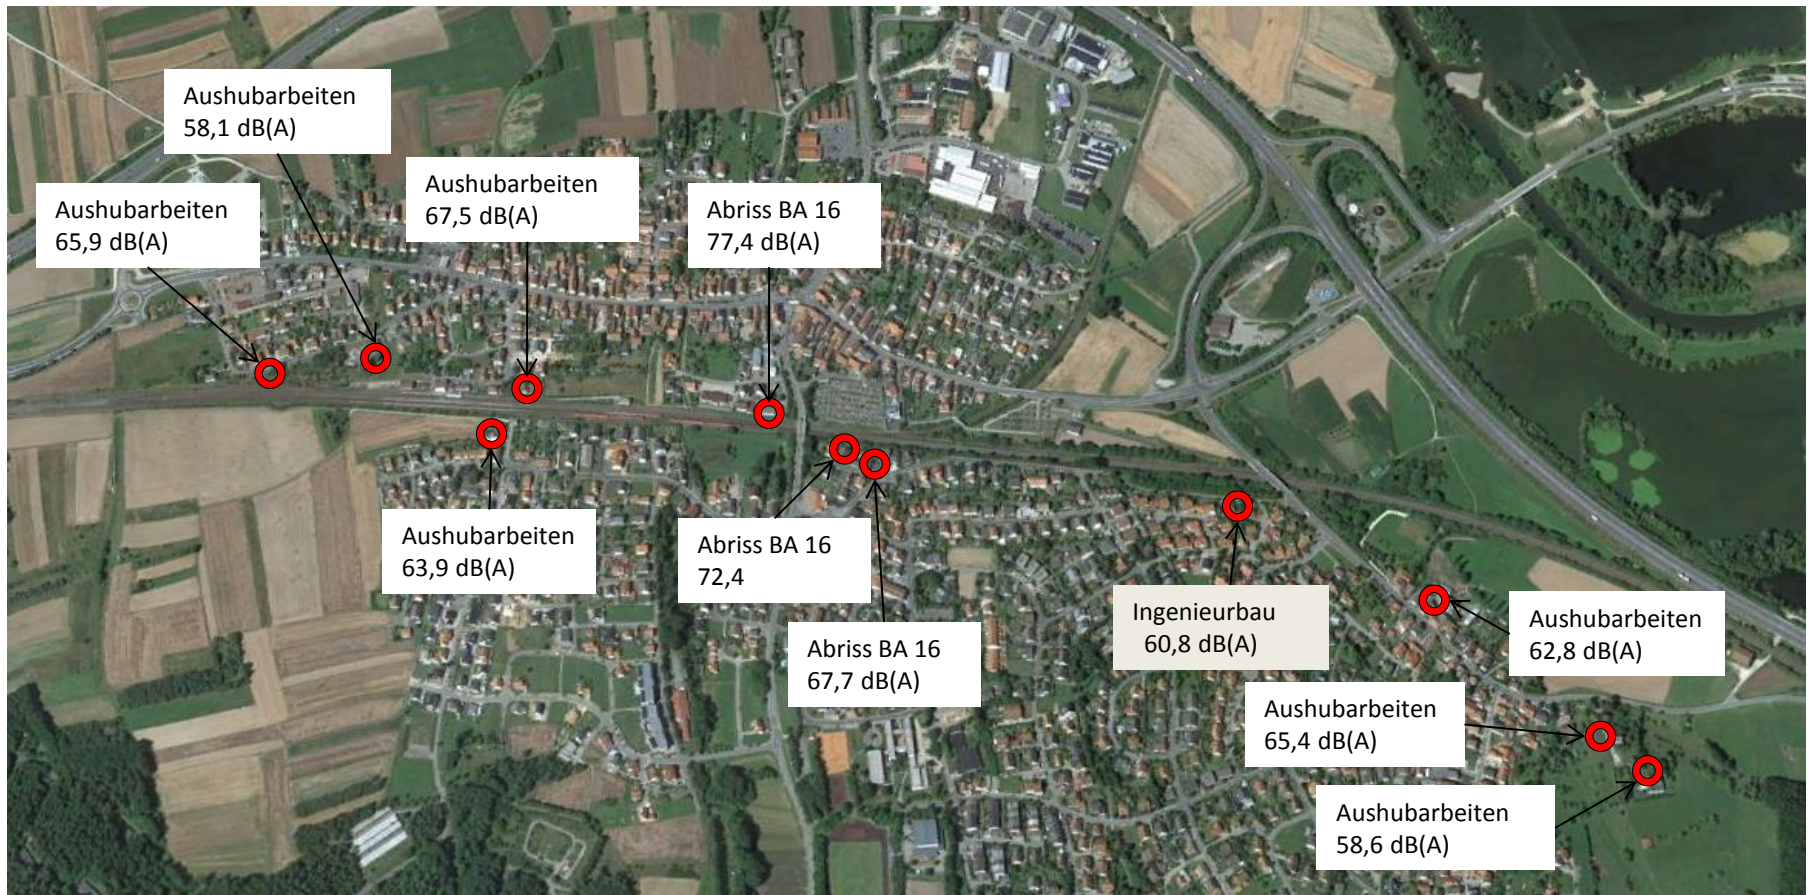 Aushubarbeiten
58,1 dB(A)
Aushubarbeiten
65,9 dB(A)
Aushubarbeiten
67,5 dB(A)
Abriss BA 16
77,4 dB(A)
Aushubarbeiten
63,9 dB(A)
Abriss BA 16
72,4
Abriss BA 16
67,7 dB(A)
Ingenieurbau
60,8 dB(A)
Aushubarbeiten
62,8 dB(A)
Aushubarbeiten
65,4 dB(A)
Aushubarbeiten
58,6 dB(A)